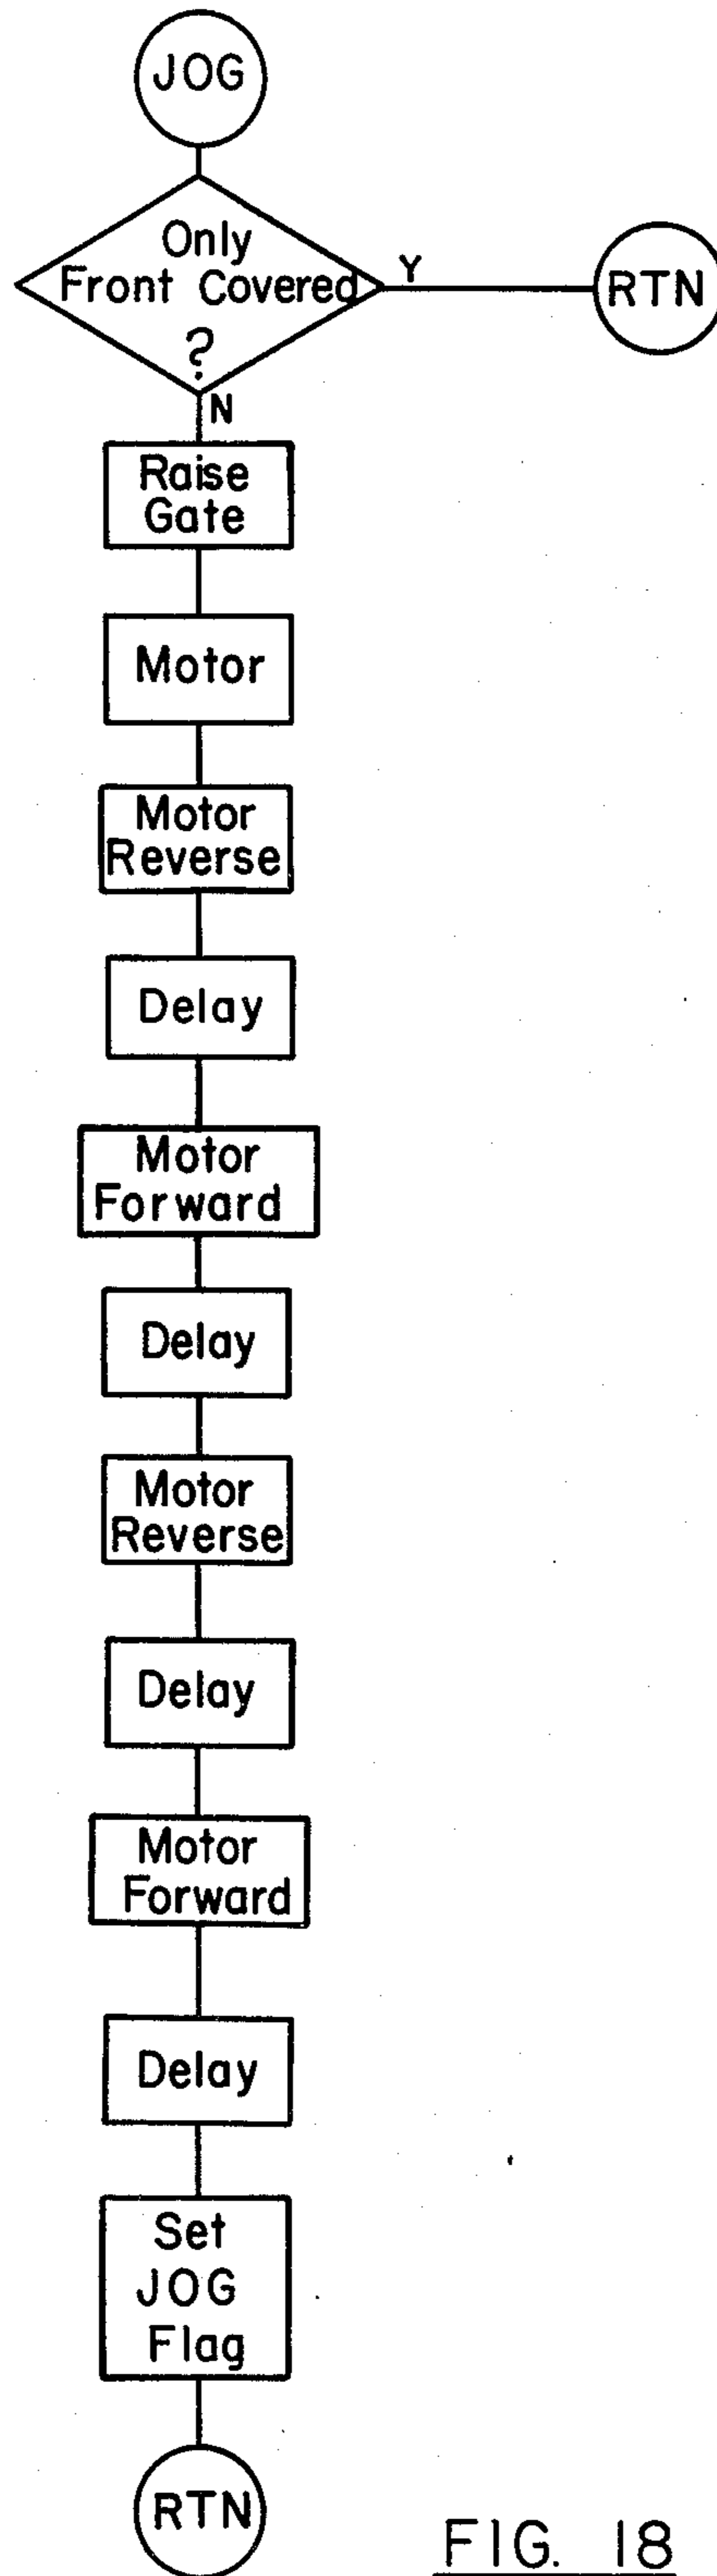 JOG
Only
Front Covered
?
Y
RTN
N
Raise
Gate
Motor
Motor
Reverse
Delay
Motor
Forward
Delay
Motor
Reverse
Delay
Motor
Forward
Delay
Set
JOG
Flag
RTN
FIG. 18